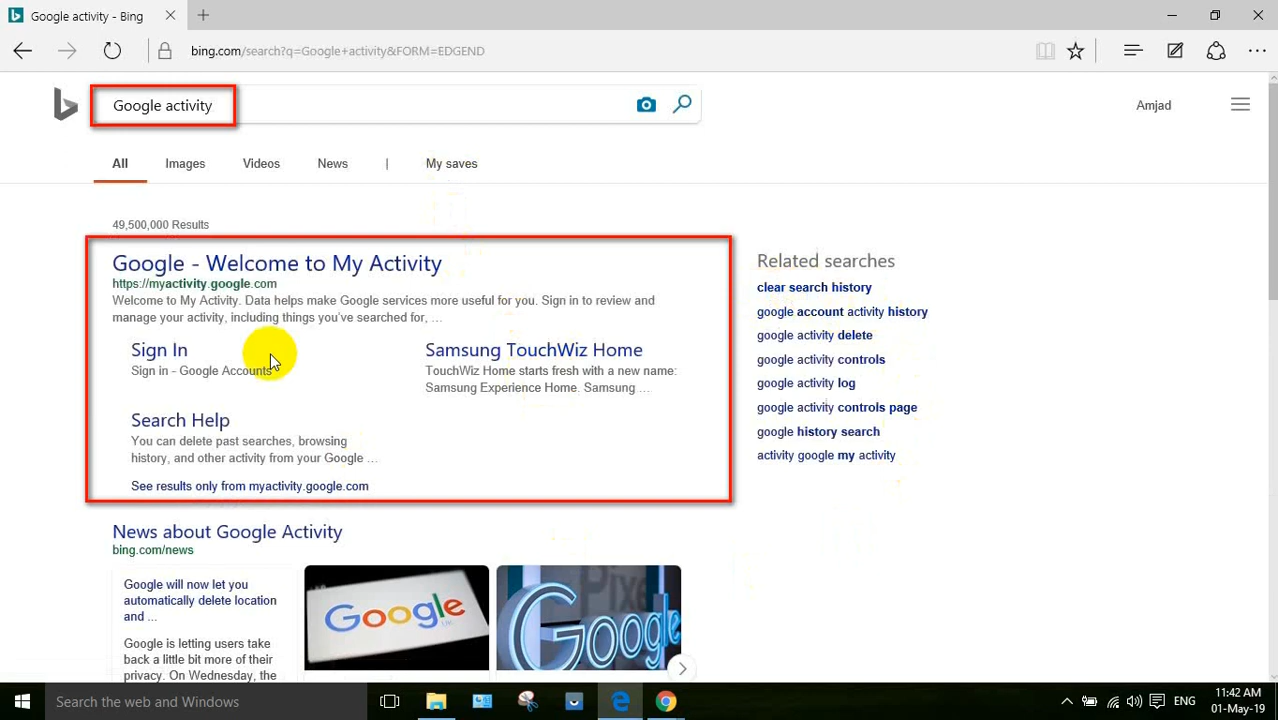 Google activity - Bing
bing.com/search?q=Google+activity&FORM=EDGEND
Google activity
Amjad
All Images Videos News | My saves
49,500,000 Results
Google - Welcome to My Activity
https://myactivity.google.com
Welcome to My Activity. Data helps make Google services more useful for you. Sign in to review and
manage your activity, including things you've searched for, ...
Sign In
Sign in - Google Accounts
Samsung TouchWiz Home
TouchWiz Home starts fresh with a new name:
Samsung Experience Home. Samsung ...
Search Help
You can delete past searches, browsing
history, and other activity from your Google ...
See results only from myactivity.google.com
Related searches
clear search history
google account activity history
google activity delete
google activity controls
google activity log
google activity controls page
google history search
activity google my activity
News about Google Activity
bing.com/news
Google will now let you
automatically delete location
and ...
Google is letting users take
back a little bit more of their
privacy. On Wednesday, the
Google
Google
Pixel
Search the web and Windows
ENG
11:42 AM
01-May-19